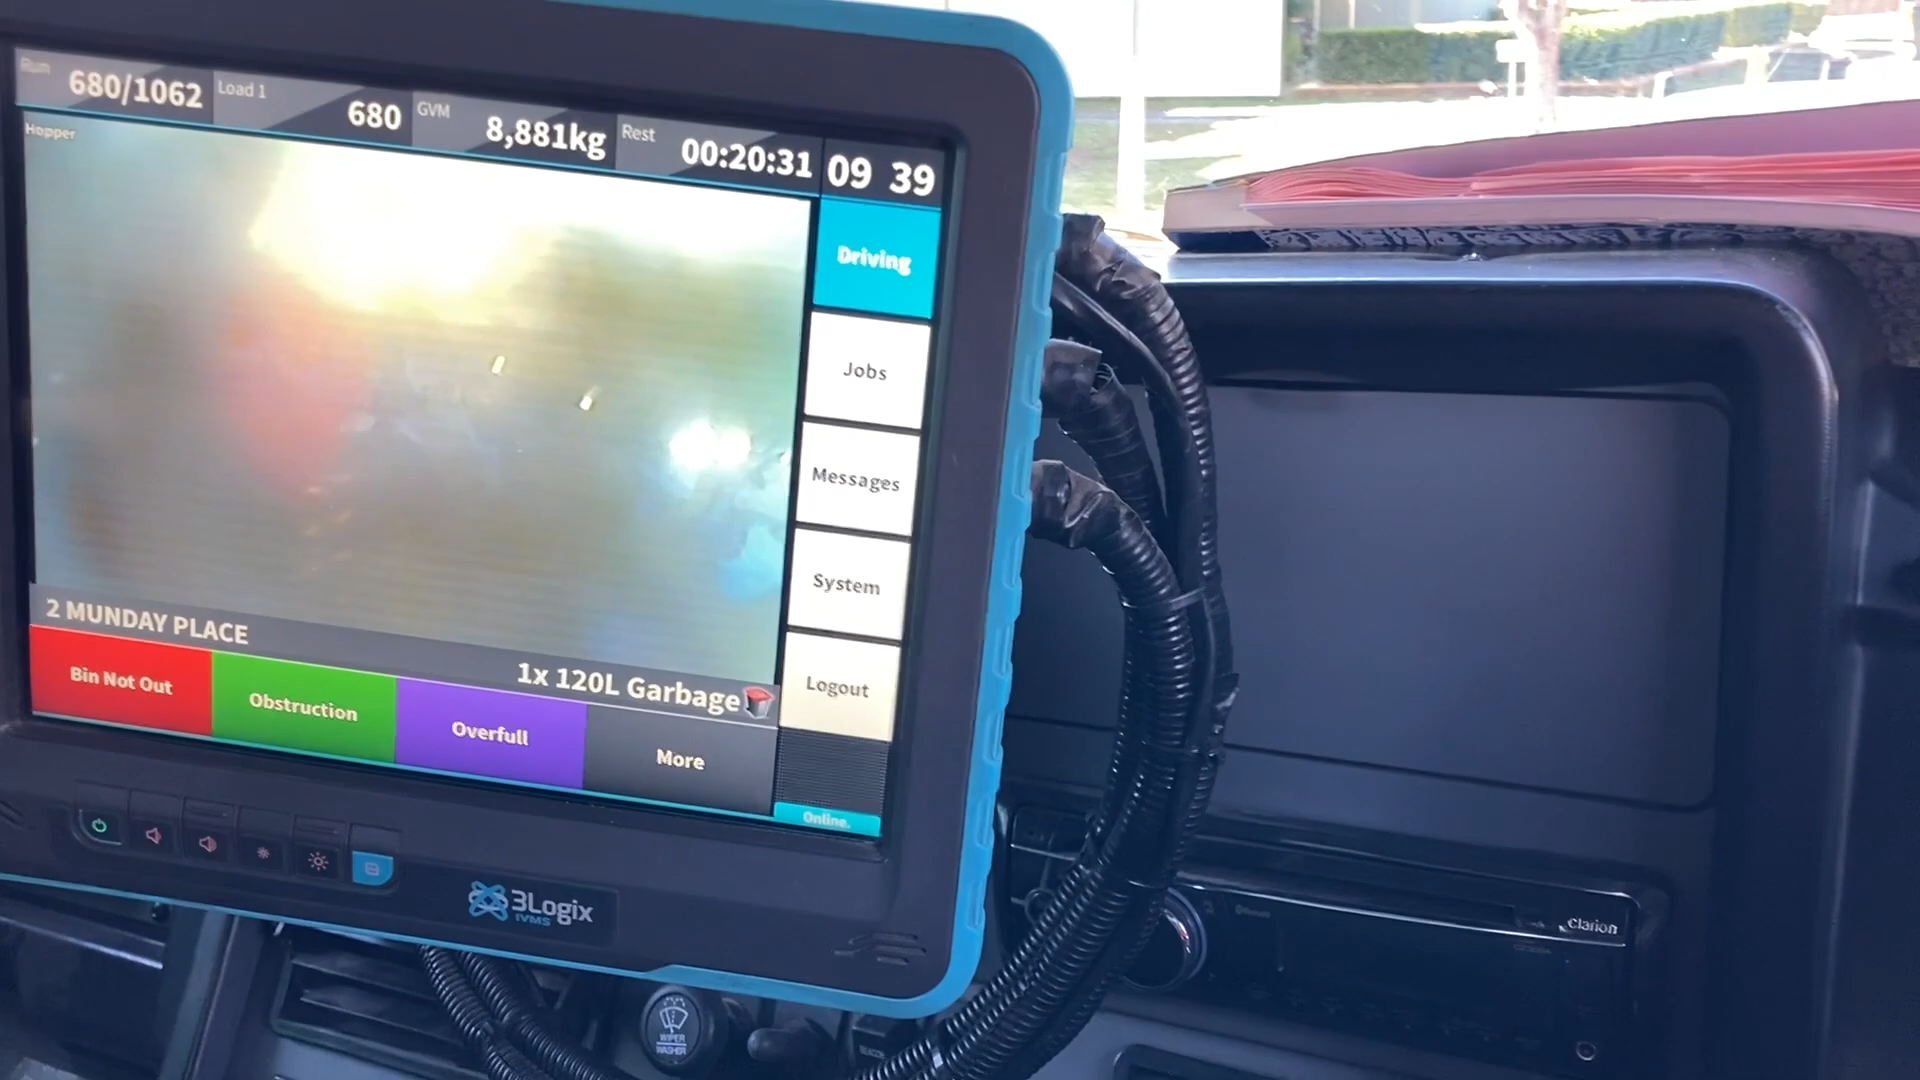 Run 680/1062 Load 1 680 GVM 8,881kg Rest 00:20:31 09 39
Hopper
Driving
Jobs
Messages
System
Logout
2 MUNDAY PLACE
1x 120L Garbage
Bin Not Out Obstruction Overfull More
Online.
3Logix
IVMS
Clarion
WIPER
WASHER
BEACON